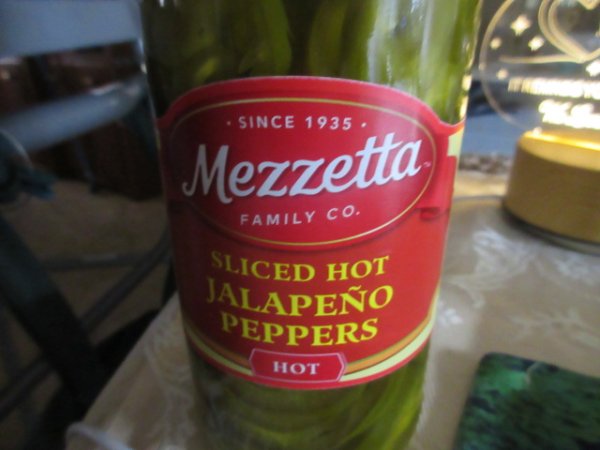 · SINCE 1935 ·
Mezzetta
FAMILY CO.
SLICED HOT
JALAPEÑO
PEPPERS
HOT